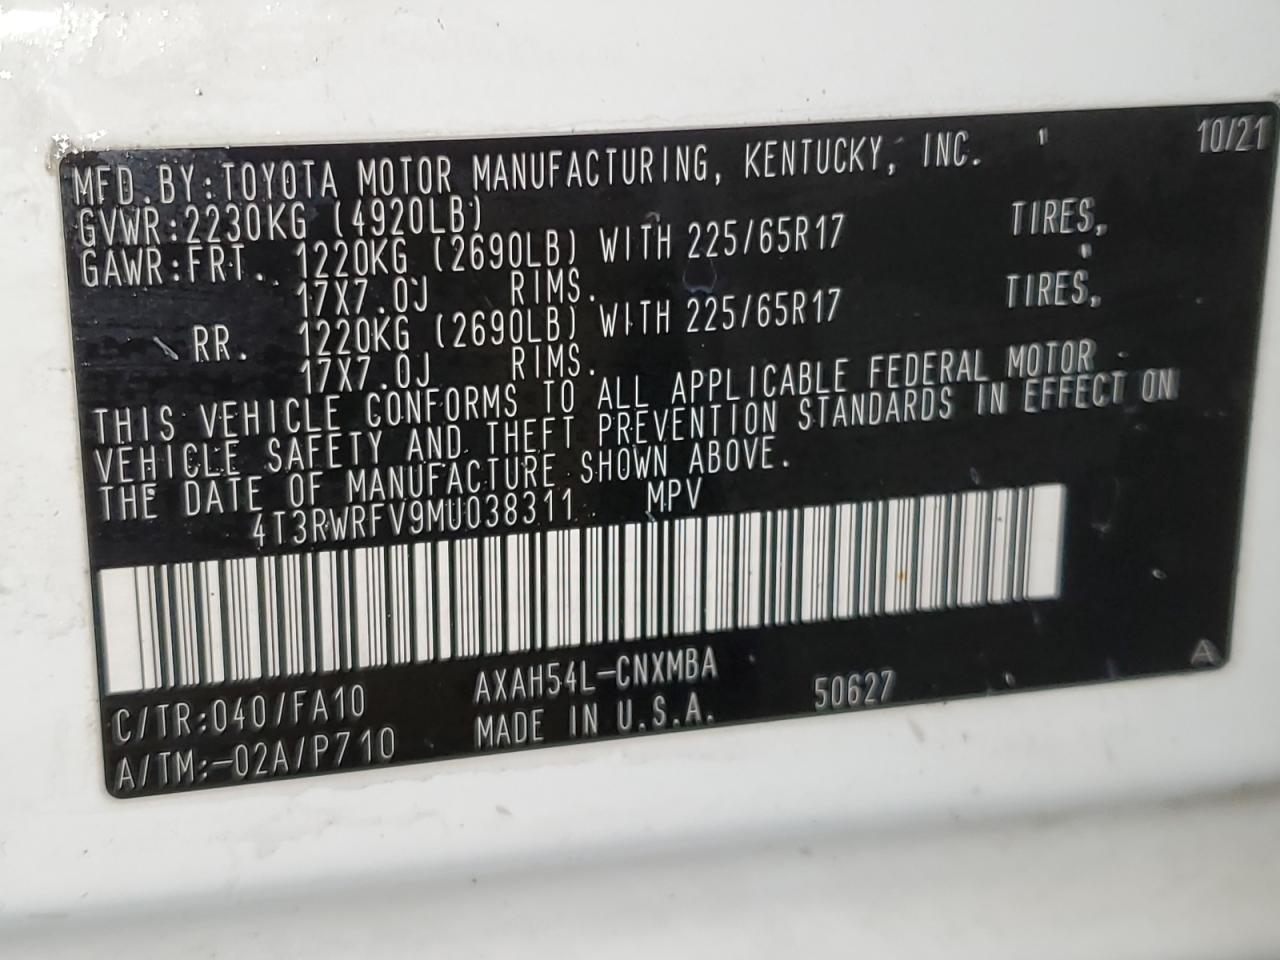 MFD.BY:TOYOTA MOTOR MANUFACTURING, KENTUCKY, INC. 10/21
GVWR:2230KG (4920LB)
GAWR:FRT. 1220KG (2690LB) WITH 225/65R17 TIRES,
17X7.0J RIMS.
RR. 1220KG (2690LB) WITH 225/65R17 TIRES,
17X7.0J RIMS.
THIS VEHICLE CONFORMS TO ALL APPLICABLE FEDERAL MOTOR
VEHICLE SAFETY AND THEFT PREVENTION STANDARDS IN EFFECT ON
THE DATE OF MANUFACTURE SHOWN ABOVE.
4T3RWRFV9MU038311 MPV
C/TR:040/FA10 AXAH54L-CNXMBA 50627 A
A/TM:-02A/P710 MADE IN U.S.A.